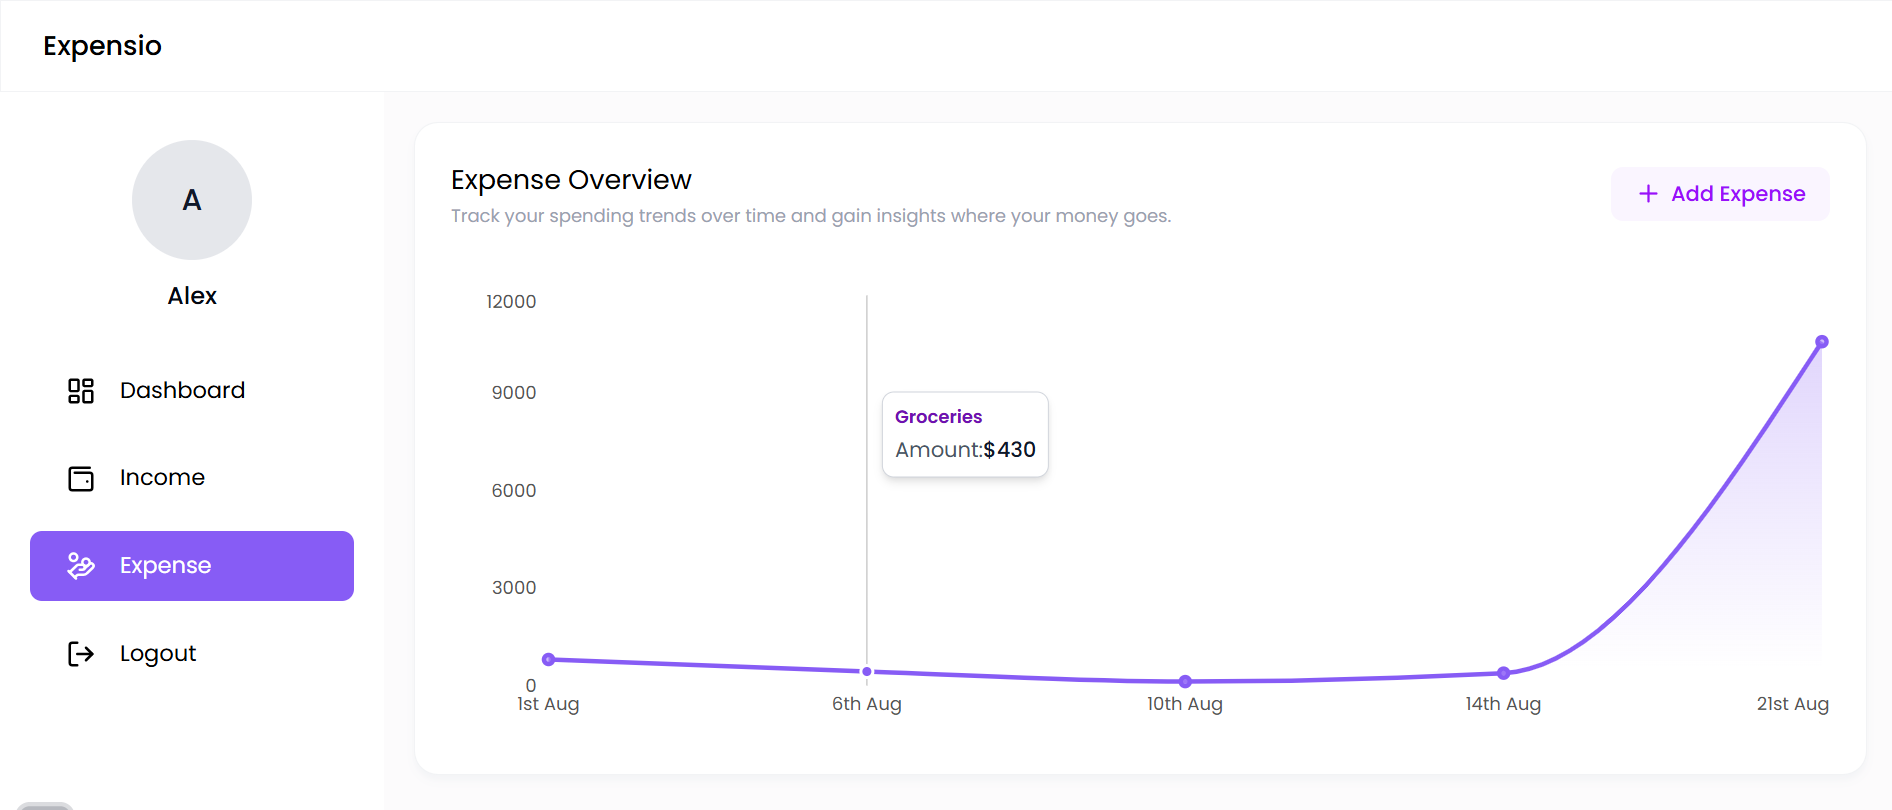 Expensio
A
Alex
Dashboard
Income
Expense
Logout
Expense Overview
Track your spending trends over time and gain insights where your money goes.
Add Expense
12000
9000
6000
3000
0
Groceries
Amount:$430
1st Aug
6th Aug
10th Aug
14th Aug
21st Aug